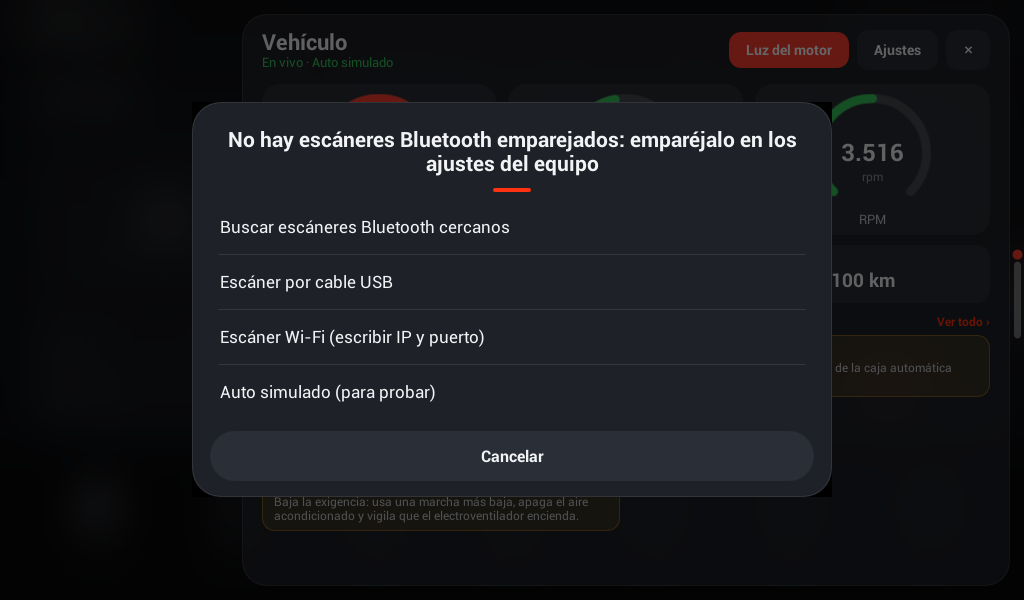 Vehículo
En vivo · Auto simulado
Luz del motor
Ajustes
×
No hay escáneres Bluetooth emparejados: emparéjalo en los
ajustes del equipo
3.516
rpm
RPM
Buscar escáneres Bluetooth cercanos
100 km
Escáner por cable USB
Ver todo ›
Escáner Wi-Fi (escribir IP y puerto)
de la caja automática
Auto simulado (para probar)
Cancelar
Baja la exigencia: usa una marcha más baja, apaga el aire
acondicionado y vigila que el electroventilador encienda.